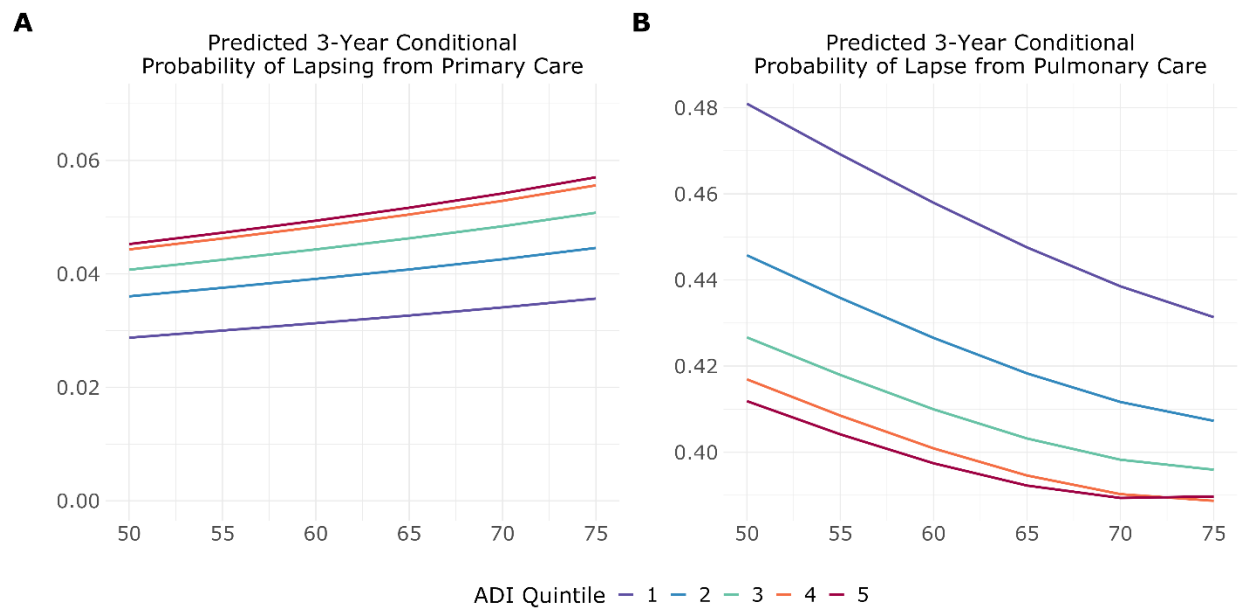 A
Predicted 3-Year Conditional
Probability of Lapsing from Primary Care
0.06
0.04
0.02
0.00
50 55 60 65 70 75
B
Predicted 3-Year Conditional
Probability of Lapse from Pulmonary Care
0.48
0.46
0.44
0.42
0.40
50 55 60 65 70 75
ADI Quintile 1 2 3 4 5